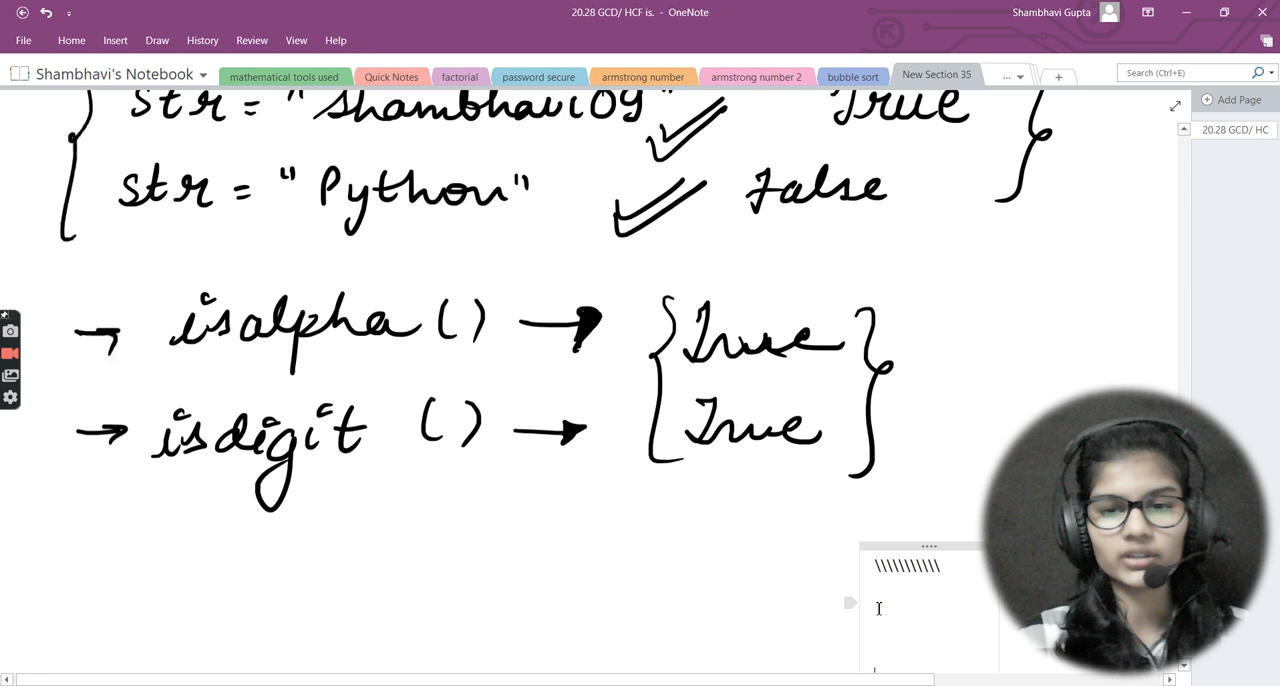 20.28 GCD/ HCF is. - OneNote
Shambhavi Gupta
File Home Insert Draw History Review View Help
Shambhavi's Notebook
mathematical tools used
Quick Notes
factorial
password secure
armstrong number
armstrong number 2
bubble sort
New Section 35
...
+
Search (Ctrl+E)
Add Page
20.28 GCD/ HC
str = "Shambhavi09" True
str = "Python" False
→ isalpha () → { True }
→ isdigit () → { True }
\\\\\\\\\\